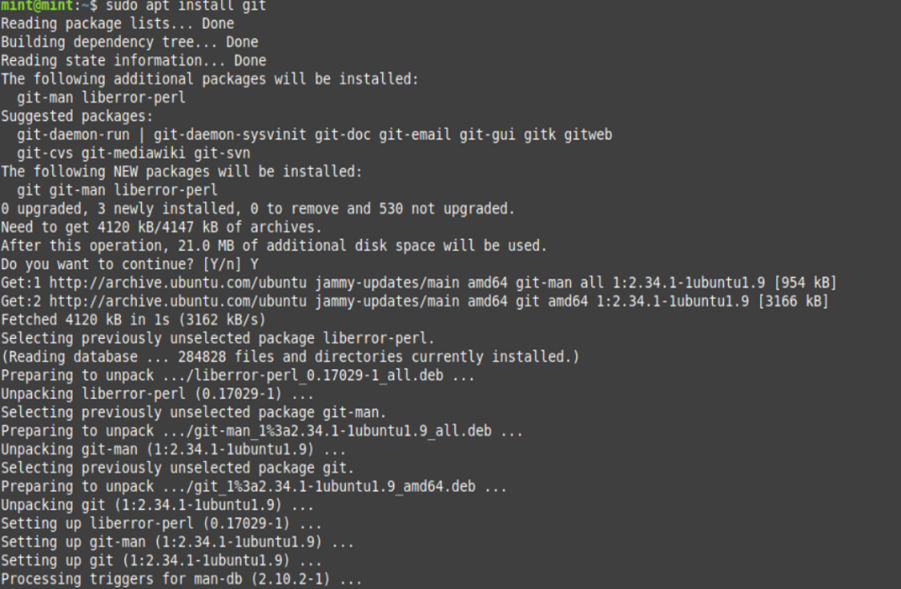 mint@mint:~$ sudo apt install git
Reading package lists... Done
Building dependency tree... Done
Reading state information... Done
The following additional packages will be installed:
  git-man liberror-perl
Suggested packages:
  git-daemon-run | git-daemon-sysvinit git-doc git-email git-gui gitk gitweb
  git-cvs git-mediawiki git-svn
The following NEW packages will be installed:
  git git-man liberror-perl
0 upgraded, 3 newly installed, 0 to remove and 530 not upgraded.
Need to get 4120 kB/4147 kB of archives.
After this operation, 21.0 MB of additional disk space will be used.
Do you want to continue? [Y/n] Y
Get:1 http://archive.ubuntu.com/ubuntu jammy-updates/main amd64 git-man all 1:2.34.1-1ubuntu1.9 [954 kB]
Get:2 http://archive.ubuntu.com/ubuntu jammy-updates/main amd64 git amd64 1:2.34.1-1ubuntu1.9 [3166 kB]
Fetched 4120 kB in 1s (3162 kB/s)
Selecting previously unselected package liberror-perl.
(Reading database ... 284828 files and directories currently installed.)
Preparing to unpack .../liberror-perl_0.17029-1_all.deb ...
Unpacking liberror-perl (0.17029-1) ...
Selecting previously unselected package git-man.
Preparing to unpack .../git-man_1%3a2.34.1-1ubuntu1.9_all.deb ...
Unpacking git-man (1:2.34.1-1ubuntu1.9) ...
Selecting previously unselected package git.
Preparing to unpack .../git_1%3a2.34.1-1ubuntu1.9_amd64.deb ...
Unpacking git (1:2.34.1-1ubuntu1.9) ...
Setting up liberror-perl (0.17029-1) ...
Setting up git-man (1:2.34.1-1ubuntu1.9) ...
Setting up git (1:2.34.1-1ubuntu1.9) ...
Processing triggers for man-db (2.10.2-1) ...